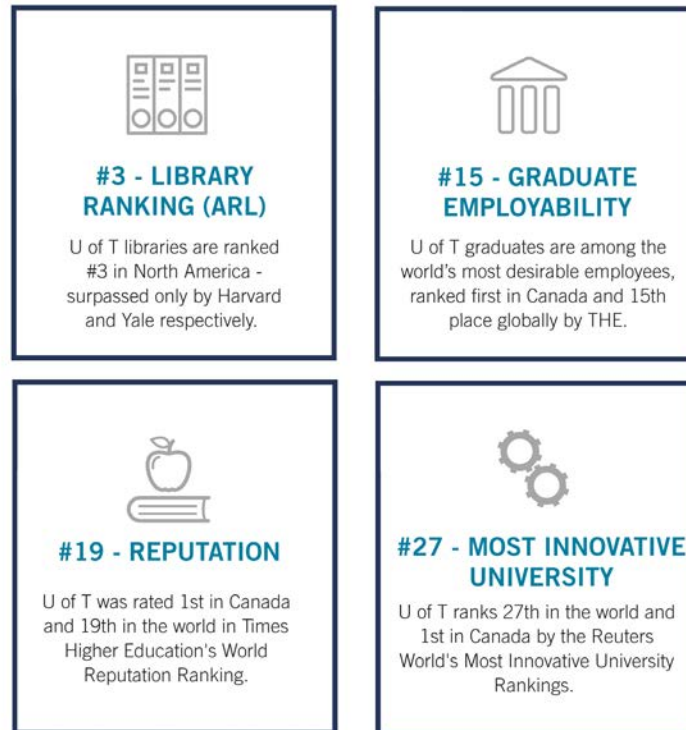 #3 - LIBRARY
RANKING (ARL)
U of T libraries are ranked
#3 in North America -
surpassed only by Harvard
and Yale respectively.
#15 - GRADUATE
EMPLOYABILITY
U of T graduates are among the
world's most desirable employees,
ranked first in Canada and 15th
place globally by THE.
#19 - REPUTATION
U of T was rated 1st in Canada
and 19th in the world in Times
Higher Education's World
Reputation Ranking.
#27 - MOST INNOVATIVE
UNIVERSITY
U of T ranks 27th in the world and
1st in Canada by the Reuters
World's Most Innovative University
Rankings.